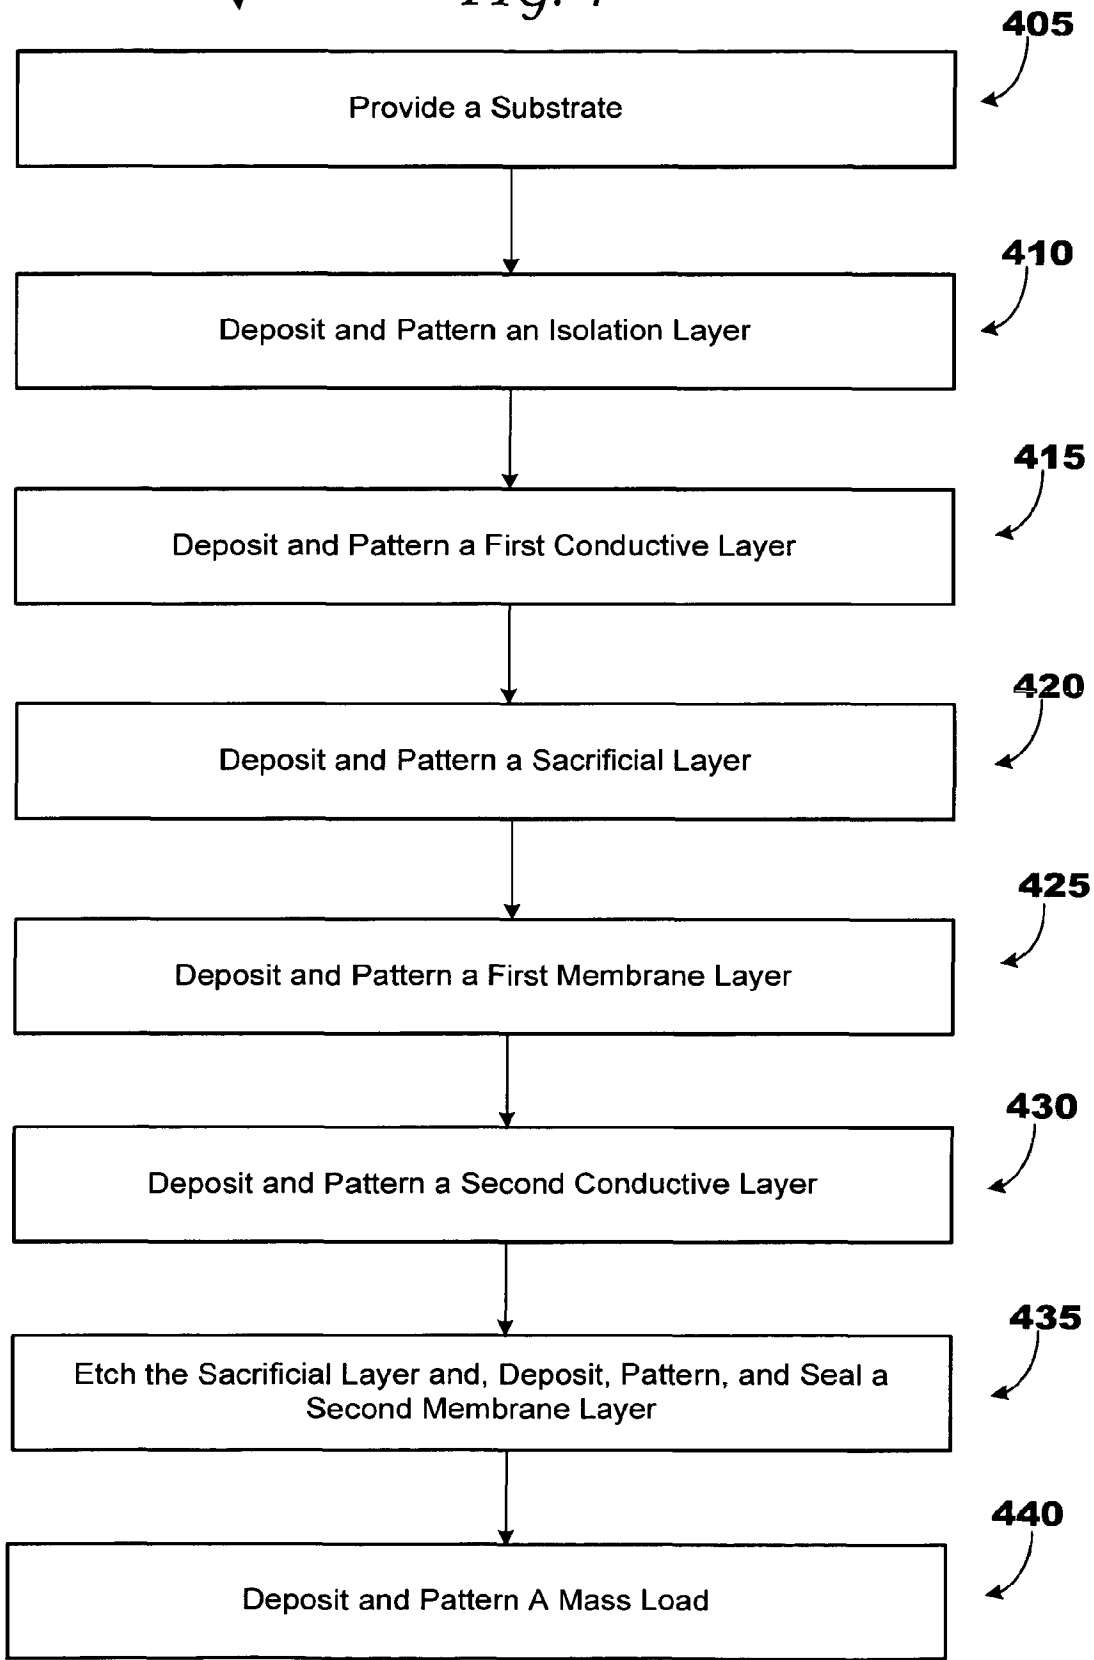 Fig. 4
405
Provide a Substrate
410
Deposit and Pattern an Isolation Layer
415
Deposit and Pattern a First Conductive Layer
420
Deposit and Pattern a Sacrificial Layer
425
Deposit and Pattern a First Membrane Layer
430
Deposit and Pattern a Second Conductive Layer
435
Etch the Sacrificial Layer and, Deposit, Pattern, and Seal a
Second Membrane Layer
440
Deposit and Pattern A Mass Load